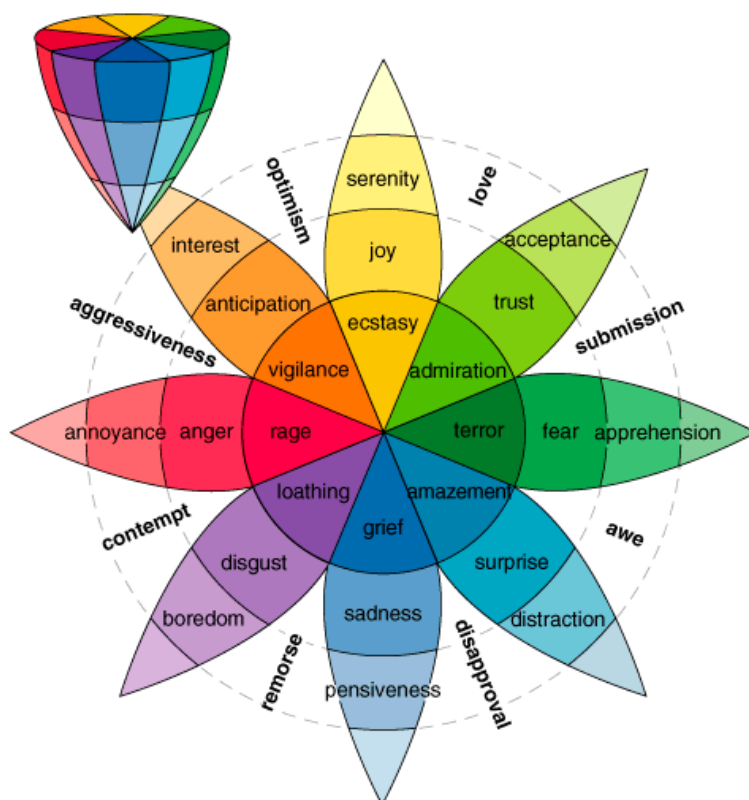 optimism
love
serenity
interest
joy
acceptance
anticipation
trust
aggressiveness
submission
ecstasy
vigilance
admiration
annoyance
anger
rage
terror
fear
apprehension
loathing
amazement
contempt
grief
awe
disgust
surprise
boredom
sadness
distraction
remorse
disapproval
pensiveness